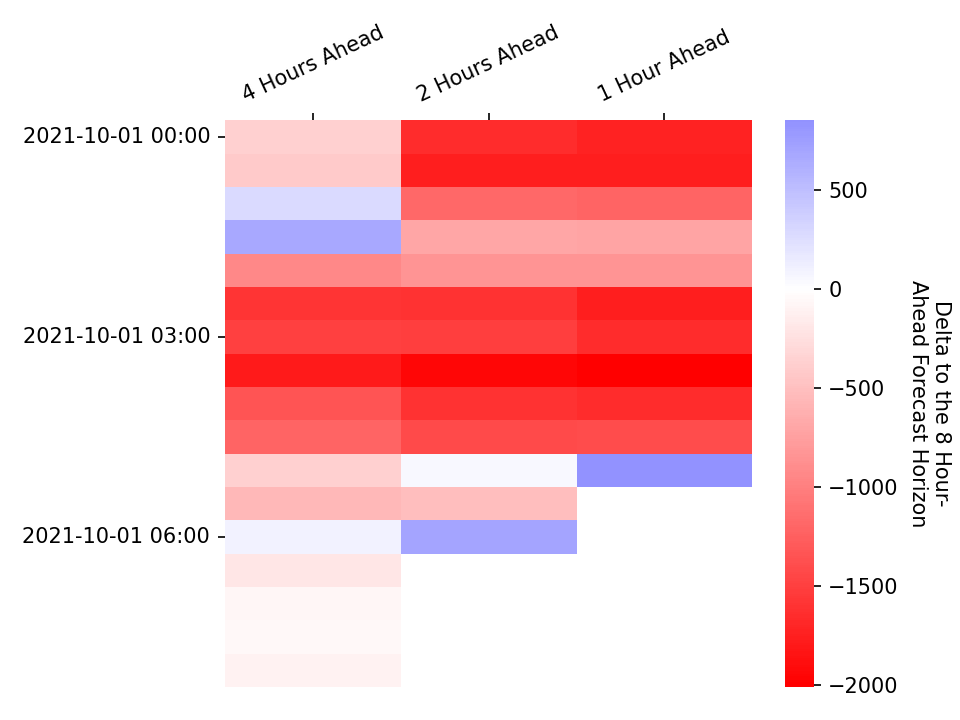 4 Hours Ahead
2 Hours Ahead
1 Hour Ahead
2021-10-01 00:00
2021-10-01 03:00
2021-10-01 06:00
500
0
−500
−1000
−1500
−2000
Delta to the 8 Hour-
Ahead Forecast Horizon